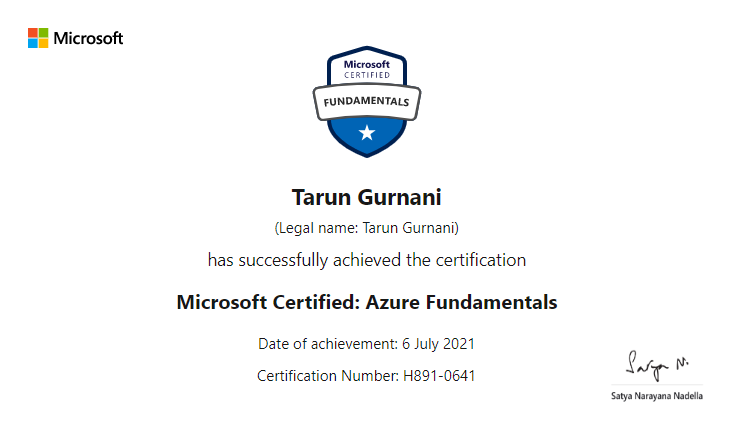 Microsoft
Microsoft
CERTIFIED
FUNDAMENTALS
Tarun Gurnani
(Legal name: Tarun Gurnani)
has successfully achieved the certification
Microsoft Certified: Azure Fundamentals
Date of achievement: 6 July 2021
Certification Number: H891-0641
Satya N.
Satya Narayana Nadella